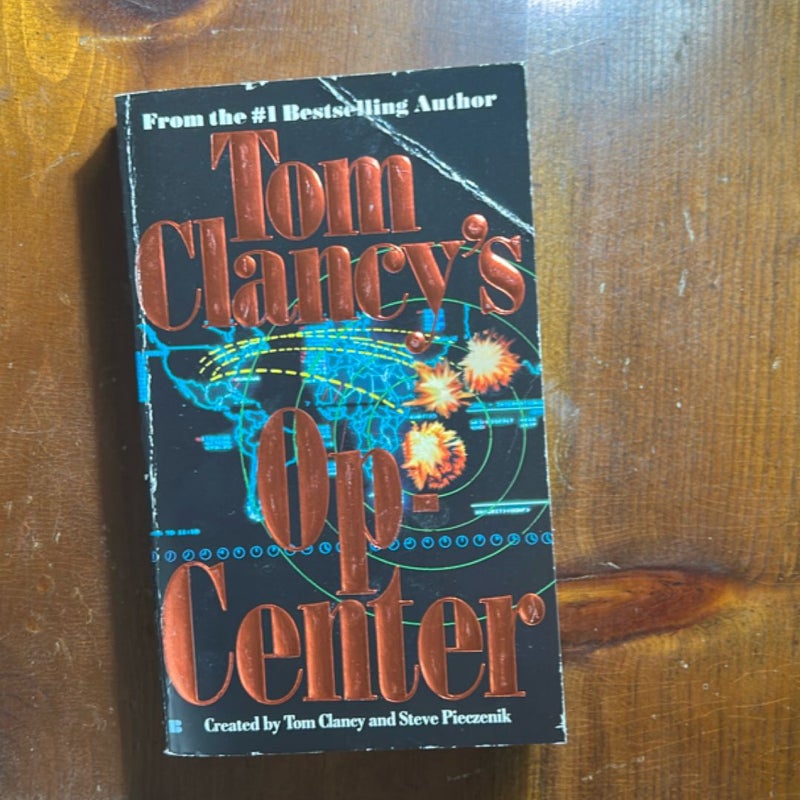 From the #1 Bestselling Author
Tom
Clancy's
Op-
Center
B
Created by Tom Clancy and Steve Pieczenik